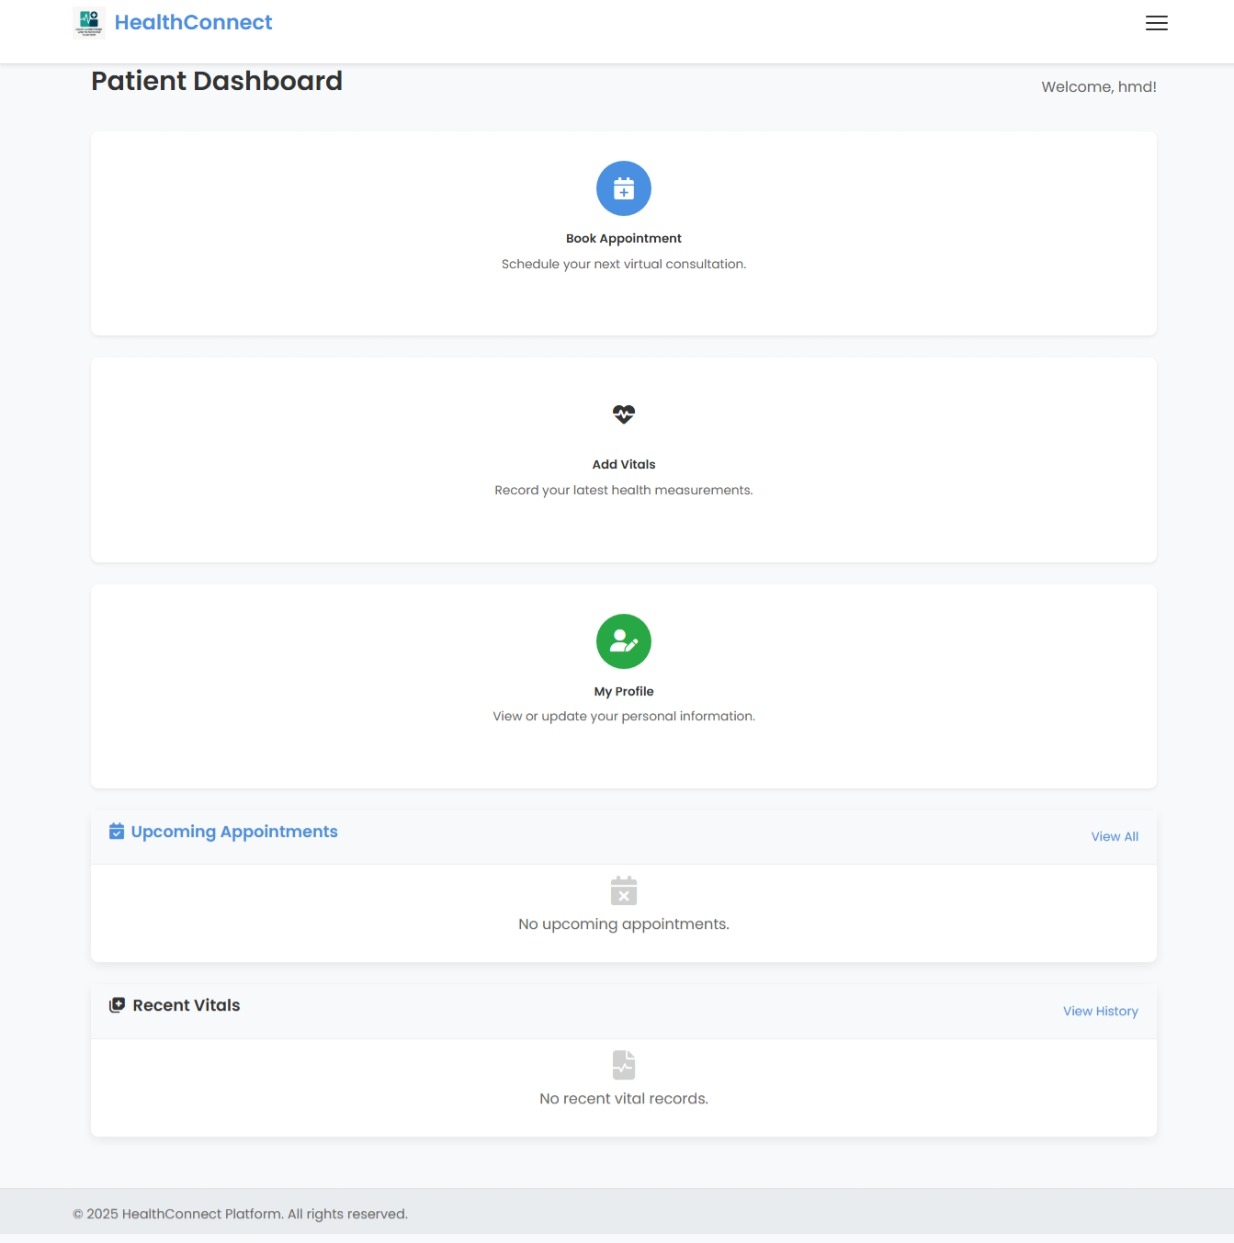 HealthConnect
Patient Dashboard
Welcome, hmd!
Book Appointment
Schedule your next virtual consultation.
Add Vitals
Record your latest health measurements.
My Profile
View or update your personal information.
Upcoming Appointments
View All
No upcoming appointments.
Recent Vitals
View History
No recent vital records.
© 2025 HealthConnect Platform. All rights reserved.